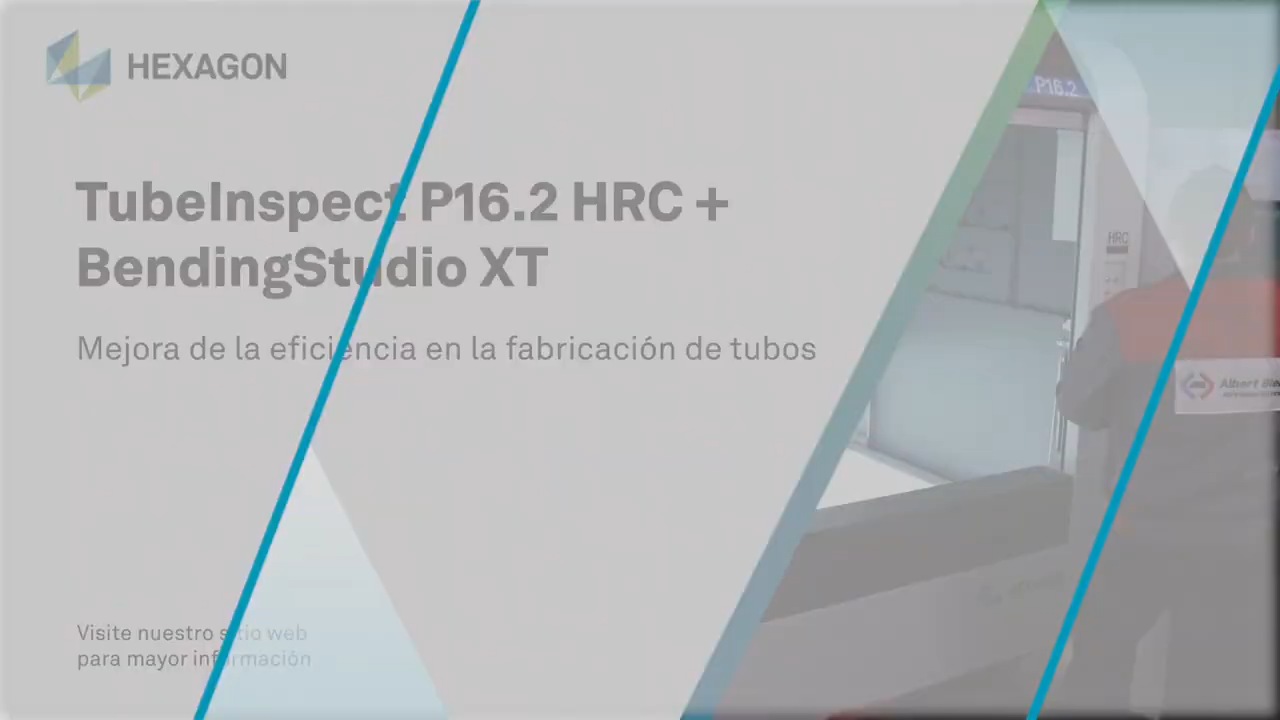 HEXAGON
TubeInspect P16.2 HRC +
BendingStudio XT
Mejora de la eficiencia en la fabricación de tubos
Visite nuestro sitio web
para mayor información
P16.2
HRC
Albert